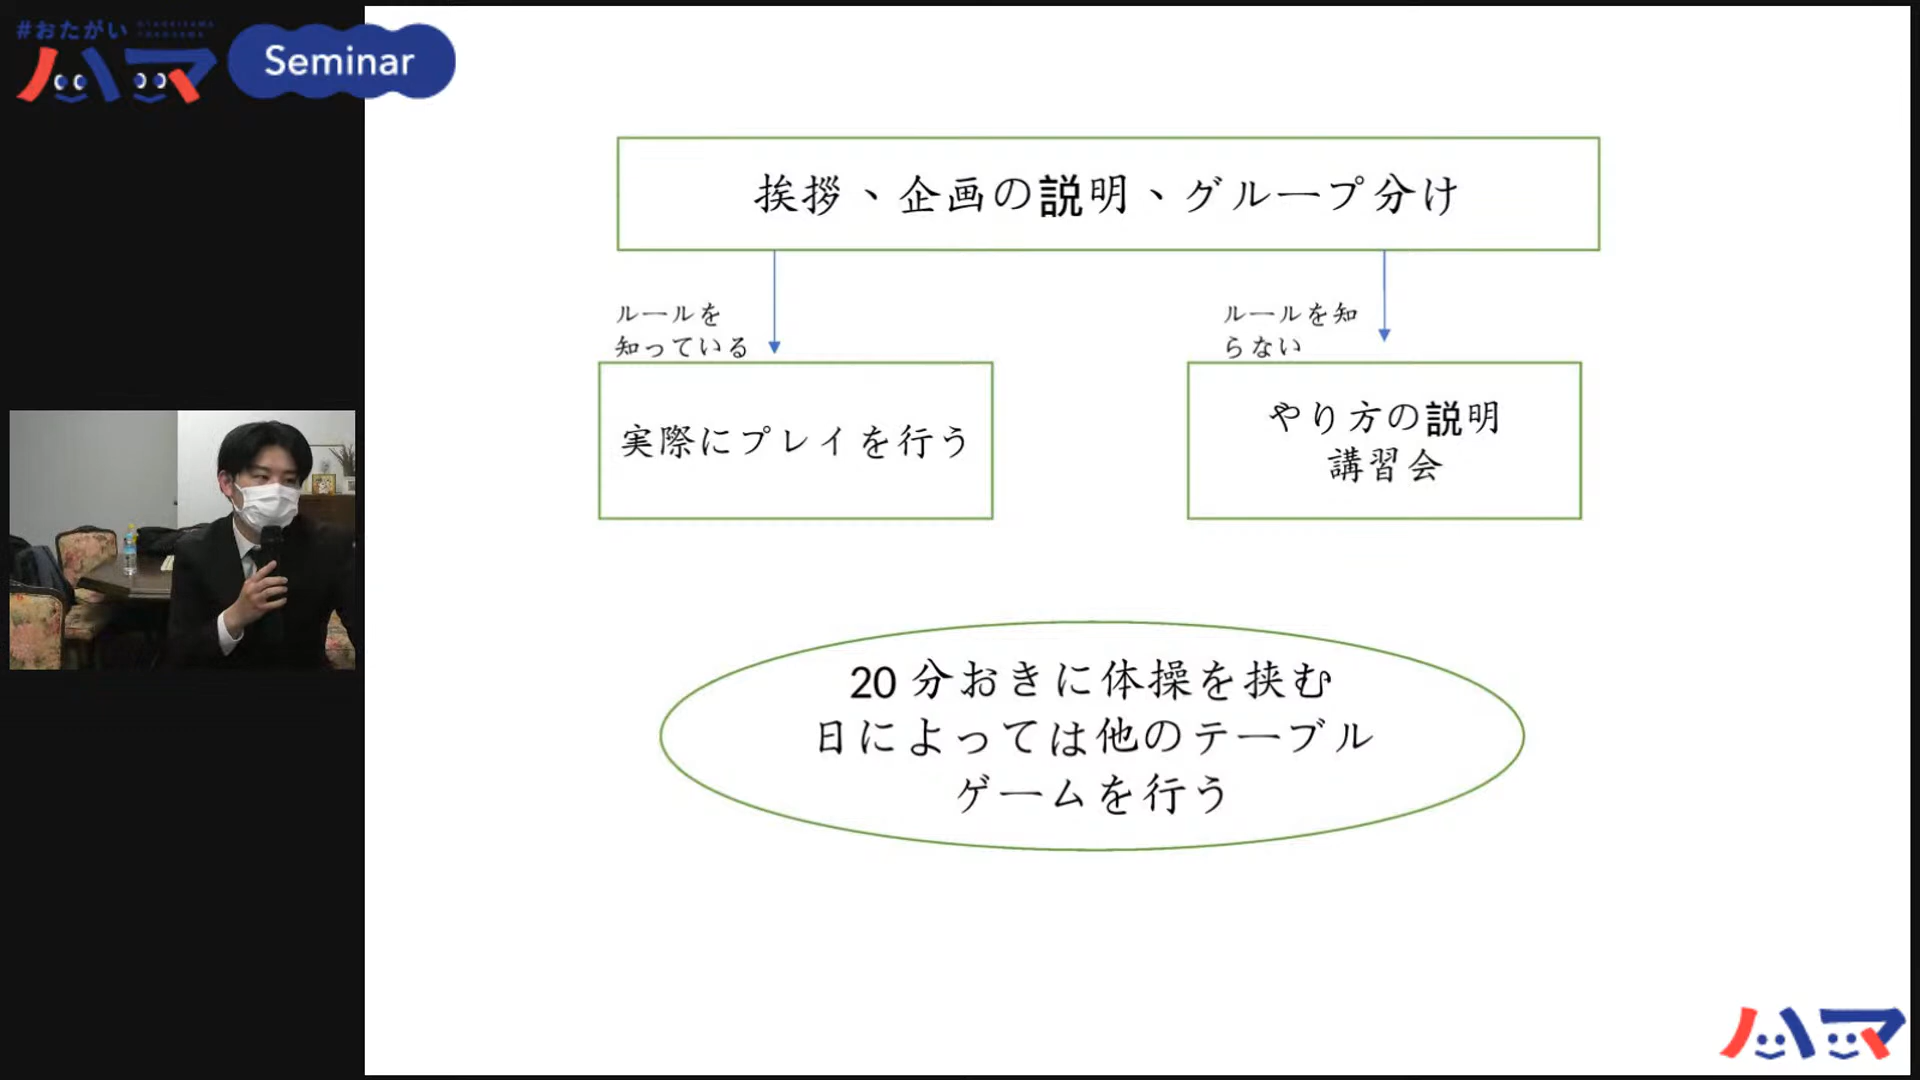 #おたがい
ハマ
Seminar
挨拶、企画の説明、グループ分け
ルールを
知っている
ルールを知
らない
実際にプレイを行う
やり方の説明
講習会
20分おきに体操を挟む
日によっては他のテーブル
ゲームを行う
ハマ